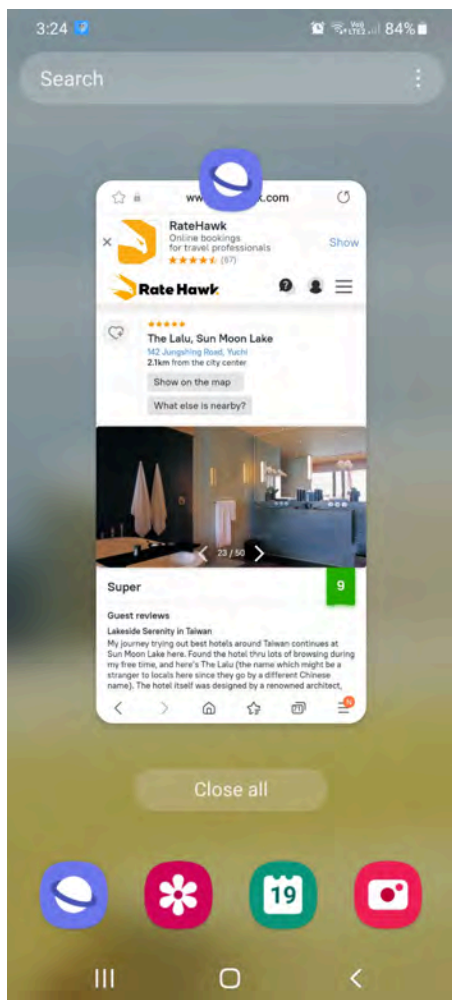 3:24
84%
Search
www
k.com
RateHawk
Online bookings
for travel professionals
(67)
Show
Rate Hawk
The Lalu, Sun Moon Lake
142 Jungshing Road, Yuchi
2.1km from the city center
Show on the map
What else is nearby?
23 / 50
Super
9
Guest reviews
Lakeside Serenity in Taiwan
My journey trying out best hotels around Taiwan continues at
Sun Moon Lake here. Found the hotel thru lots of browsing during
my free time, and here's The Lalu (the name which might be a
stranger to locals here since they go by a different Chinese
name). The hotel itself was designed by a renowned architect,
Close all
19